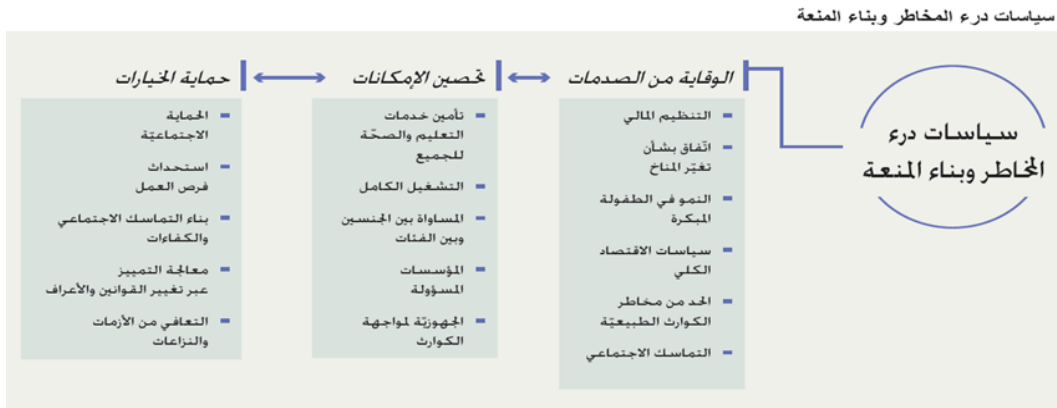 سياسات درء المخاطر وبناء المنعة
سياسات درء
المخاطر وبناء المنعة
الوقاية من الصدمات
التنظيم المالي
اتّفاق بشأن
تغيّر المناخ
النمو في الطفولة
المبكرة
سياسات الاقتصاد
الكلي
الحد من مخاطر
الكوارث الطبيعيّة
التماسك الاجتماعي
تحصين الإمكانات
تأمين خدمات
التعليم والصحّة
للجميع
التشغيل الكامل
المساواة بين الجنسين
وبين الفئات
المؤسسات
المسؤولة
الجهوزيّة لمواجهة
الكوارث
حماية الخيارات
الحماية
الاجتماعيّة
استحداث
فرص العمل
بناء التماسك الاجتماعي
والكفاءات
معالجة التمييز
عبر تغيير القوانين والأعراف
التعافي من الأزمات
والنزاعات